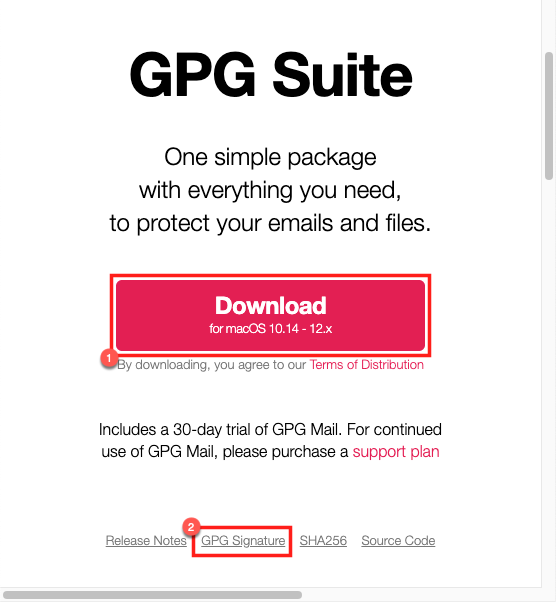 GPG Suite
One simple package
with everything you need,
to protect your emails and files.
Download
for macOS 10.14 - 12.x
1
By downloading, you agree to our Terms of Distribution
Includes a 30-day trial of GPG Mail. For continued
use of GPG Mail, please purchase a support plan
2
Release Notes GPG Signature SHA256 Source Code